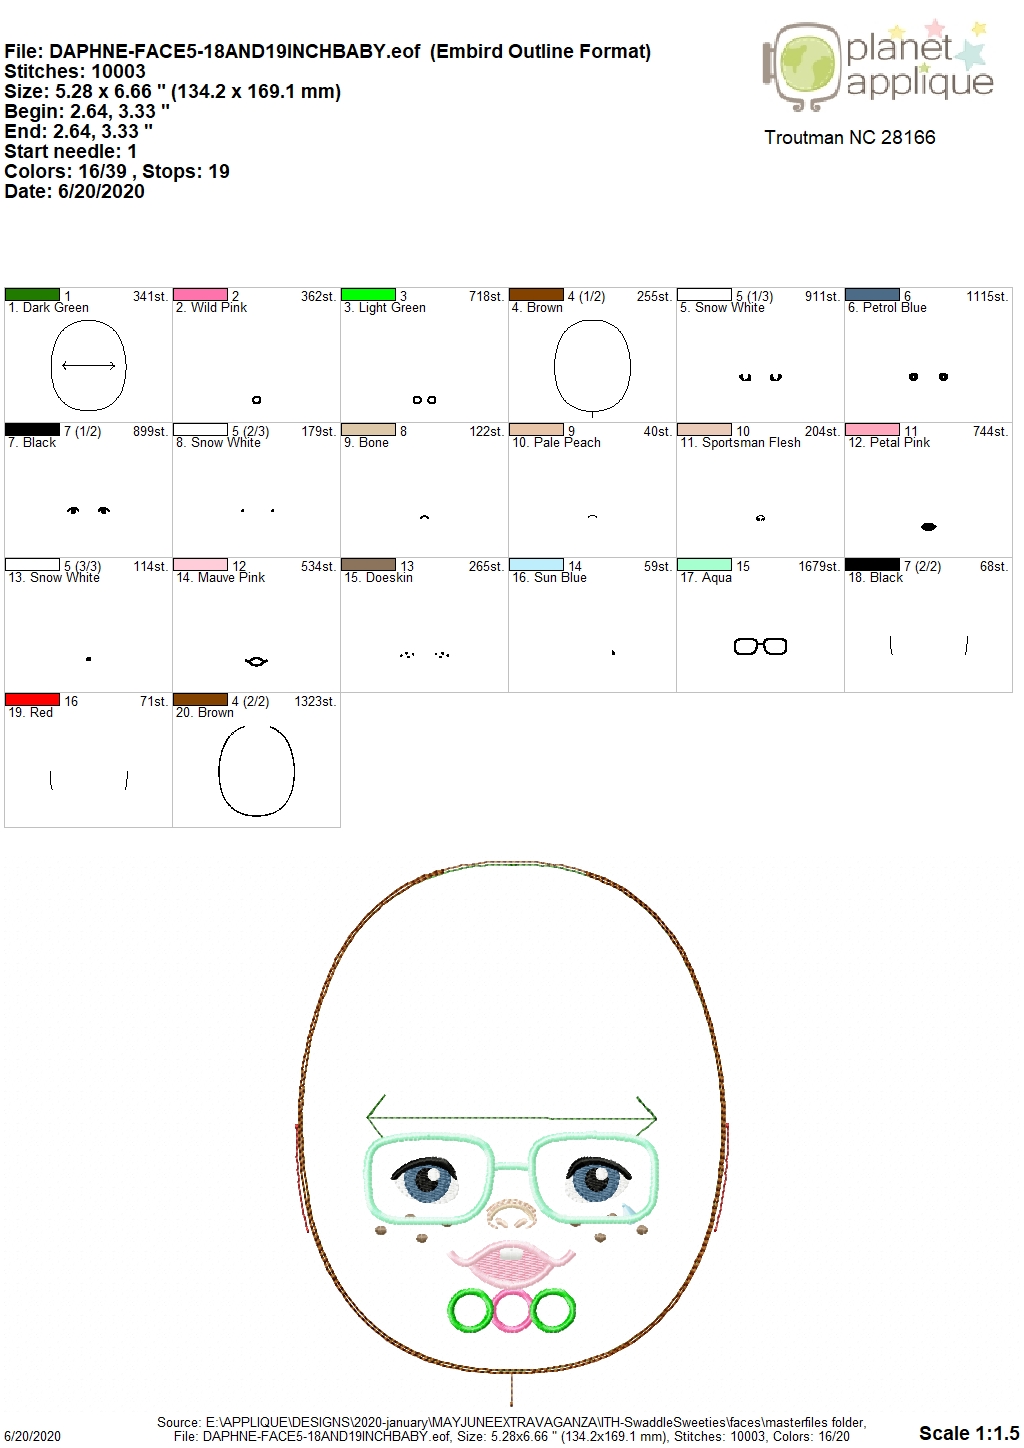 File: DAPHNE-FACE5-18AND19INCHBABY.eof (Embird Outline Format)
Stitches: 10003
Size: 5.28 x 6.66 " (134.2 x 169.1 mm)
Begin: 2.64, 3.33 "
End: 2.64, 3.33 "
Start needle: 1
Colors: 16/39 , Stops: 19
Date: 6/20/2020
planet
applique
Troutman NC 28166
1 341st.
1. Dark Green
2 362st.
2. Wild Pink
3 718st.
3. Light Green
4 (1/2) 255st.
4. Brown
5 (1/3) 911st.
5. Snow White
6 1115st.
6. Petrol Blue
7 (1/2) 899st.
7. Black
5 (2/3) 179st.
8. Snow White
8 122st.
9. Bone
9 40st.
10. Pale Peach
10 204st.
11. Sportsman Flesh
11 744st.
12. Petal Pink
5 (3/3) 114st.
13. Snow White
12 534st.
14. Mauve Pink
13 265st.
15. Doeskin
14 59st.
16. Sun Blue
15 1679st.
17. Aqua
7 (2/2) 68st.
18. Black
16 71st.
19. Red
4 (2/2) 1323st.
20. Brown
Source: E:\APPLIQUE\DESIGNS\2020-january\MAYJUNEEXTRAVAGANZA\ITH-SwaddleSweeties\faces\masterfiles folder,
6/20/2020 File: DAPHNE-FACE5-18AND19INCHBABY.eof, Size: 5.28x6.66 " (134.2x169.1 mm), Stitches: 10003, Colors: 16/20 Scale 1:1.5